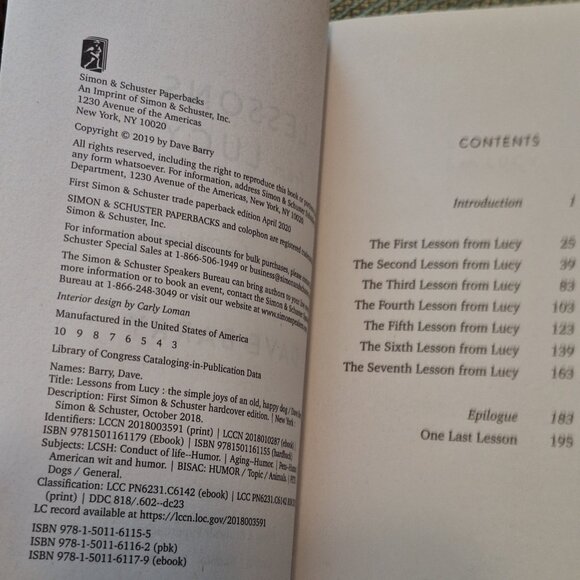 Simon & Schuster Paperbacks
An Imprint of Simon & Schuster, Inc.
1230 Avenue of the Americas
New York, NY 10020
Copyright © 2019 by Dave Barry
All rights reserved, including the right to reproduce this book or
any form whatsoever. For information, address Simon & Schuster
Department, 1230 Avenue of the Americas, New York, NY 10020.
First Simon & Schuster trade paperback edition April 2020
SIMON & SCHUSTER PAPERBACKS and colophon are registered
Simon & Schuster, Inc.
For information about special discounts for bulk purchases, please
Schuster Special Sales at 1-866-506-1949 or
The Simon & Schuster Speakers Bureau can bring authors to your live
more information or to book an event, contact the Simon &
Bureau at 1-866-248-3049 or visit our website at
Interior design by Carly Loman
Manufactured in the United States of America
10 9 8 7 6 5 4 3
Library of Congress Cataloging-in-Publication Data
Names: Barry, Dave.
Title: Lessons from Lucy : the simple joys of an old, happy dog / Dave
Description: First Simon & Schuster hardcover edition. | New York
Simon & Schuster, October 2018.
Identifiers: LCCN 2018003591 (print) | LCCN 2018010287 (ebook)
ISBN 9781501161179 (Ebook) | ISBN 9781501161155 (hardback)
Subjects: LCSH: Conduct of life--Humor. | Aging--Humor. |
American wit and humor. | BISAC: HUMOR / Topic / Animals. |
Dogs / General.
Classification: LCC PN6231.C6142 (ebook) | LCC PN6231.C6142
(print) | DDC 818/.602--dc23
LC record available at https://lccn.loc.gov/2018003591
ISBN 978-1-5011-6115-5
ISBN 978-1-5011-6116-2 (pbk)
ISBN 978-1-5011-6117-9 (ebook)
CONTENTS
Introduction 1
The First Lesson from Lucy 25
The Second Lesson from Lucy 39
The Third Lesson from Lucy 83
The Fourth Lesson from Lucy 103
The Fifth Lesson from Lucy 123
The Sixth Lesson from Lucy 139
The Seventh Lesson from Lucy 163
Epilogue 183
One Last Lesson 195